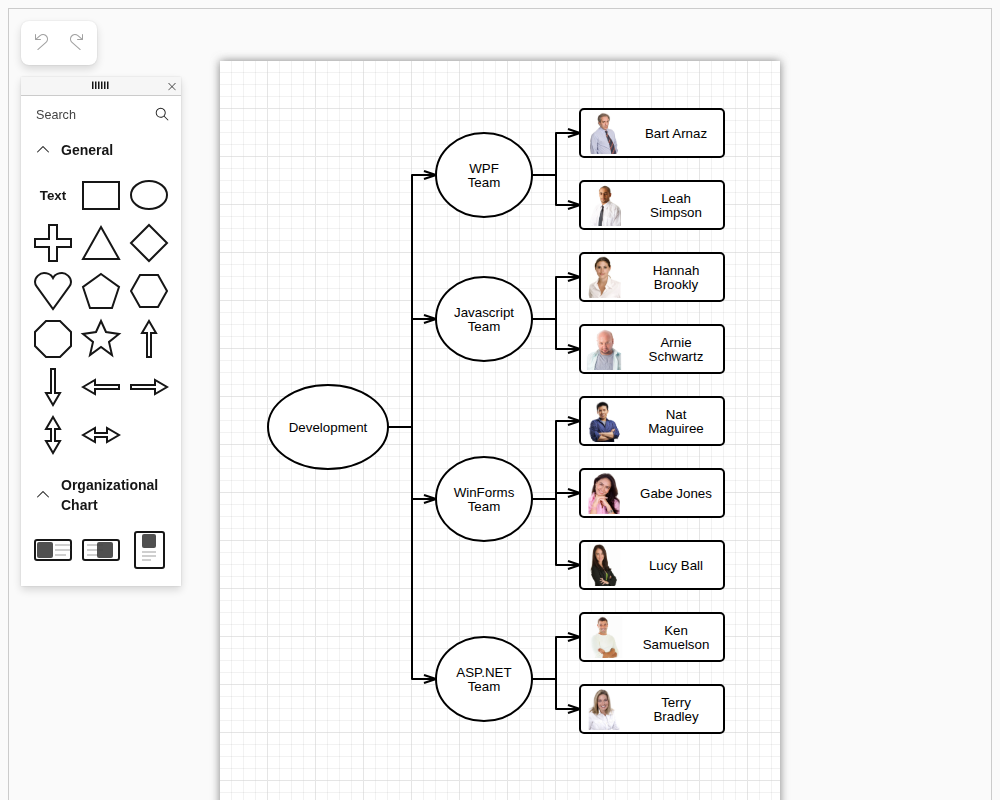 Search
General
Text
Organizational
Chart
Development
WPF
Team
Javascript
Team
WinForms
Team
ASP.NET
Team
Bart Arnaz
Leah
Simpson
Hannah
Brookly
Arnie
Schwartz
Nat
Maguiree
Gabe Jones
Lucy Ball
Ken
Samuelson
Terry
Bradley